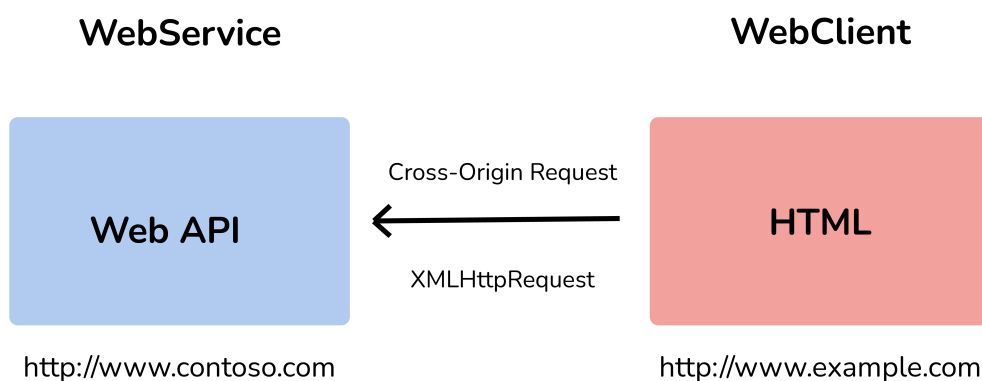 WebService
WebClient
Cross-Origin Request
Web API
HTML
XMLHttpRequest
http://www.contoso.com
http://www.example.com